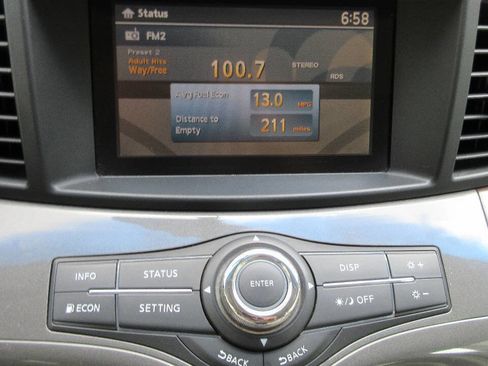 Status 6:58
FM2
Preset 2
Adult Hits
Way/Free 100.7 STEREO RDS
Avg Fuel Econ 13.0 MPG
Distance to
Empty 211 miles
INFO STATUS ENTER DISP +
ECON SETTING / OFF -
BACK BACK